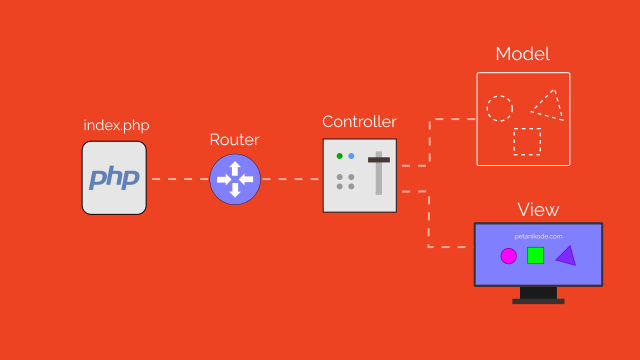 index.php
php
Router
Controller
Model
View
petanikode.com